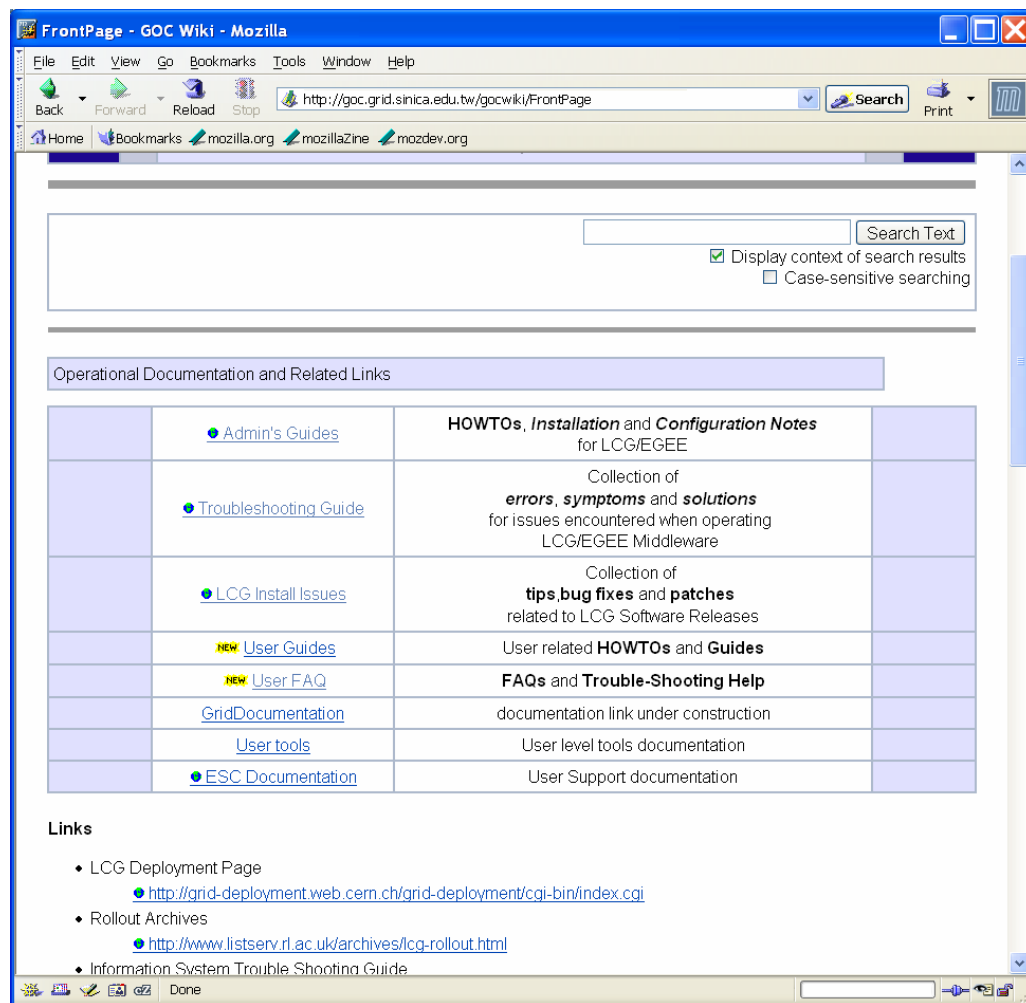 FrontPage - GOC Wiki - Mozilla
File Edit View Go Bookmarks Tools Window Help
Back Forward Reload Stop http://goc.grid.sinica.edu.tw/gocwiki/FrontPage Search Print
Home Bookmarks mozilla.org mozillaZine mozdev.org
Search Text
Display context of search results
Case-sensitive searching
Operational Documentation and Related Links
Admin's Guides
HOWTOs, Installation and Configuration Notes
for LCG/EGEE
Troubleshooting Guide
Collection of
errors, symptoms and solutions
for issues encountered when operating
LCG/EGEE Middleware
LCG Install Issues
Collection of
tips,bug fixes and patches
related to LCG Software Releases
NEW User Guides
User related HOWTOs and Guides
NEW User FAQ
FAQs and Trouble-Shooting Help
GridDocumentation
documentation link under construction
User tools
User level tools documentation
ESC Documentation
User Support documentation
Links
LCG Deployment Page
http://grid-deployment.web.cern.ch/grid-deployment/cgi-bin/index.cgi
Rollout Archives
http://www.listserv.rl.ac.uk/archives/lcg-rollout.html
Information System Trouble Shooting Guide
Done